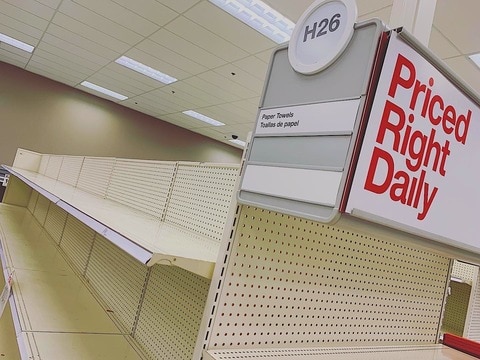 H26
Paper Towels
Toallas de papel
Priced
Right
Daily